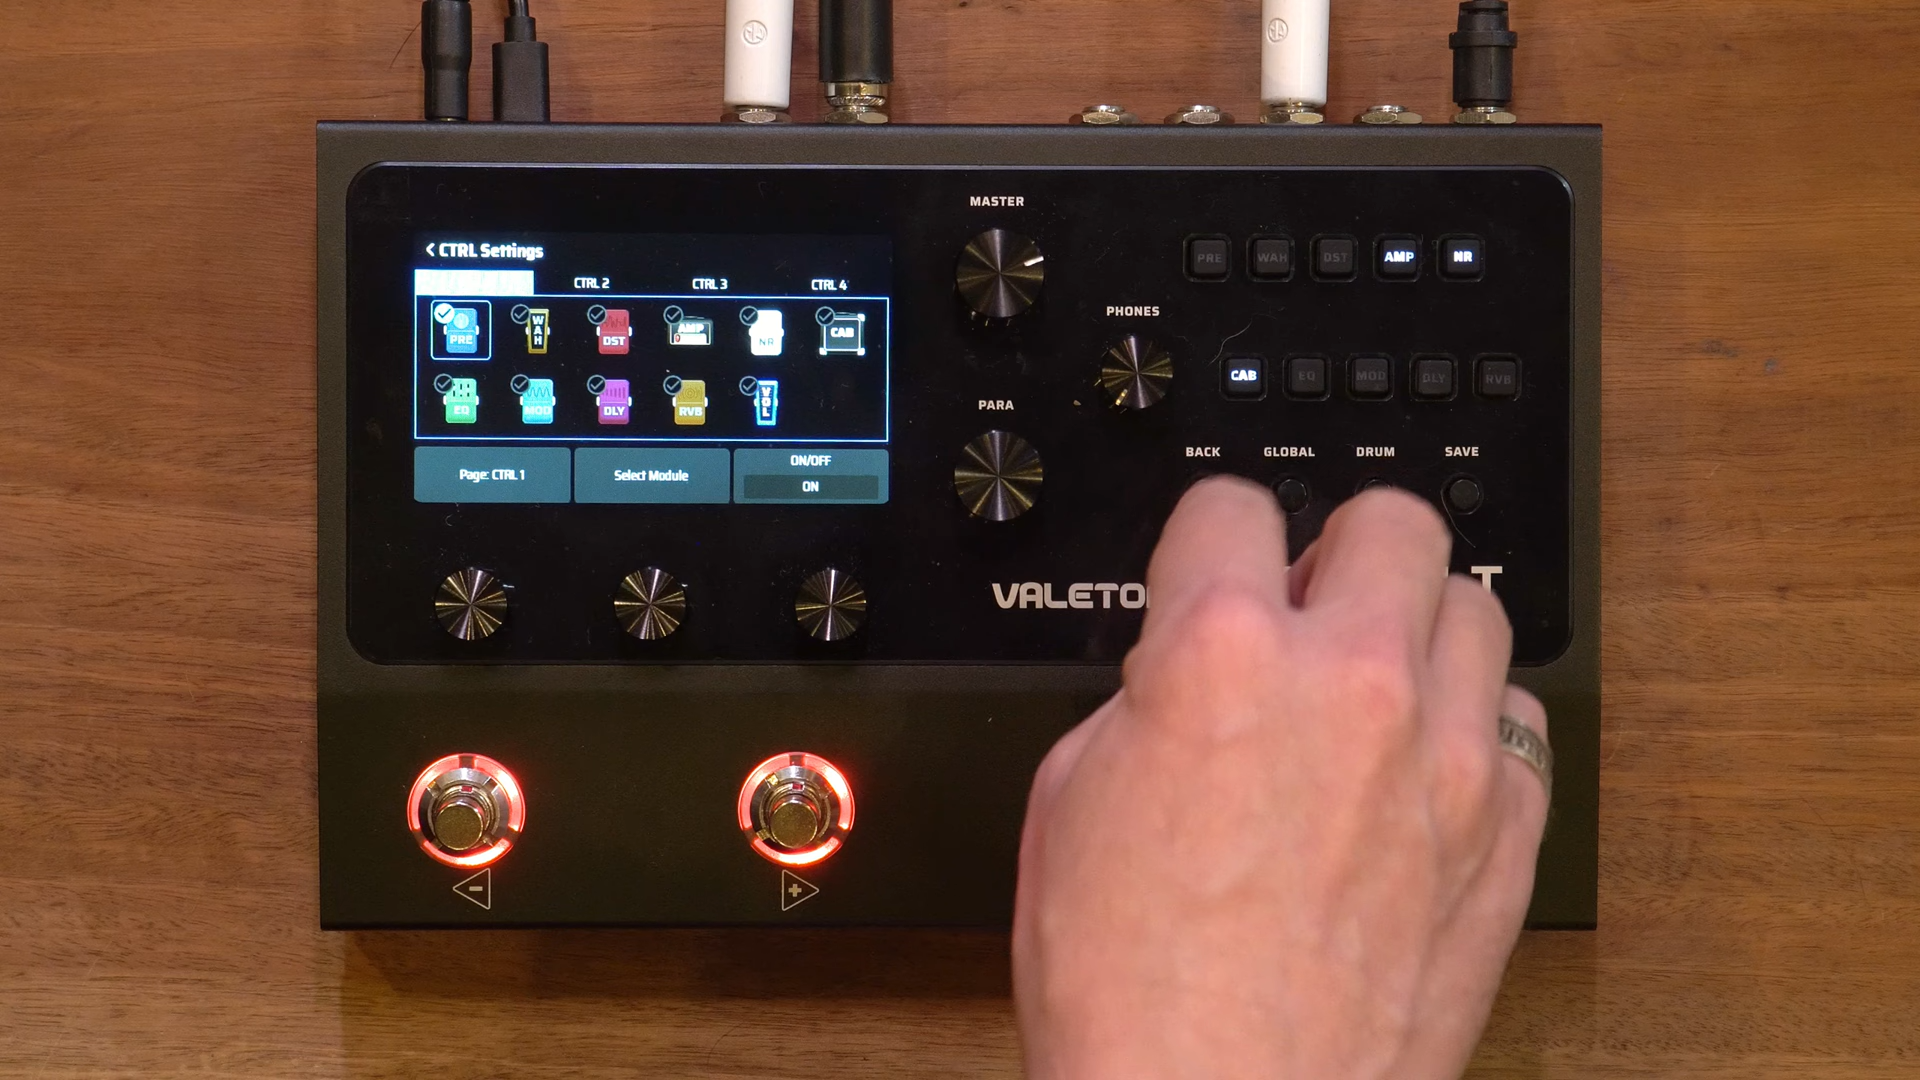 MASTER
PRE WAH DST AMP NR
PHONES
CTRL Settings
CTRL 2 CTRL 3 CTRL 4
PRE WAH DST AMP NR CAB
EQ MOD DLY RVB VOL
Page: CTRL 1
Select Module
ON/OFF
ON
CAB EQ MOD DLY RVB
PARA
BACK GLOBAL DRUM SAVE
VALETO
T
- +